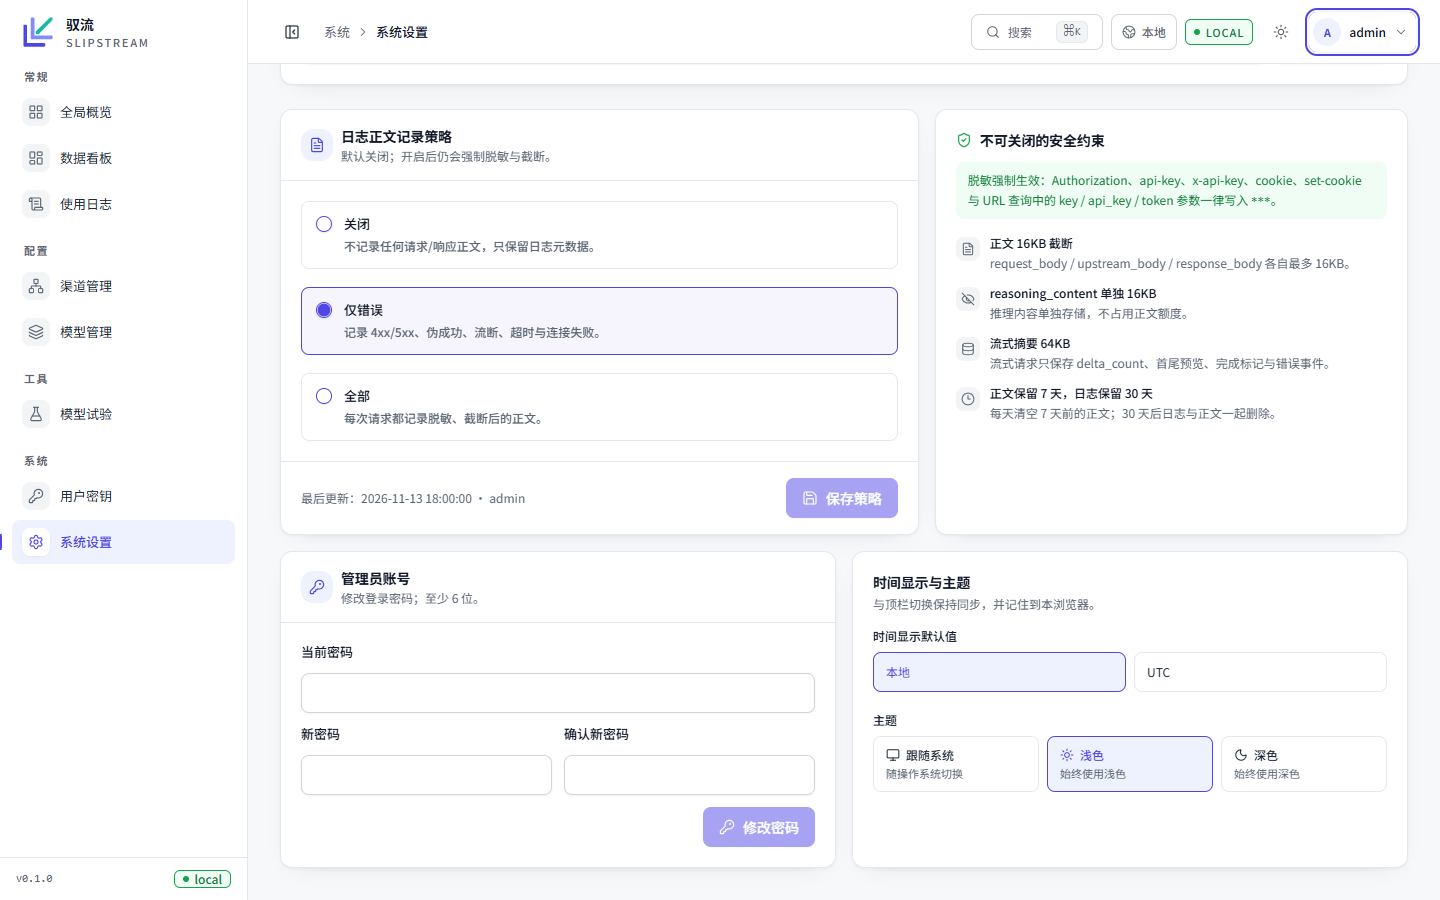 驭流
SLIPSTREAM
常规
全局概览
数据看板
使用日志
配置
渠道管理
模型管理
工具
模型试验
系统
用户密钥
系统设置
v0.1.0
local
系统
系统设置
搜索
⌘K
本地
LOCAL
A
admin
日志正文记录策略
默认关闭；开启后仍会强制脱敏与截断。
关闭
不记录任何请求/响应正文，只保留日志元数据。
仅错误
记录 4xx/5xx、伪成功、流断、超时与连接失败。
全部
每次请求都记录脱敏、截断后的正文。
最后更新：2026-11-13 18:00:00 • admin
保存策略
不可关闭的安全约束
脱敏强制生效：Authorization、api-key、x-api-key、cookie、set-cookie
与 URL 查询中的 key / api_key / token 参数一律写入 ***。
正文 16KB 截断
request_body / upstream_body / response_body 各自最多 16KB。
reasoning_content 单独 16KB
推理内容单独存储，不占用正文额度。
流式摘要 64KB
流式请求只保存 delta_count、首尾预览、完成标记与错误事件。
正文保留 7 天，日志保留 30 天
每天清空 7 天前的正文；30 天后日志与正文一起删除。
管理员账号
修改登录密码；至少 6 位。
当前密码
新密码
确认新密码
修改密码
时间显示与主题
与顶栏切换保持同步，并记住到本浏览器。
时间显示默认值
本地
UTC
主题
跟随系统
随操作系统切换
浅色
始终使用浅色
深色
始终使用深色